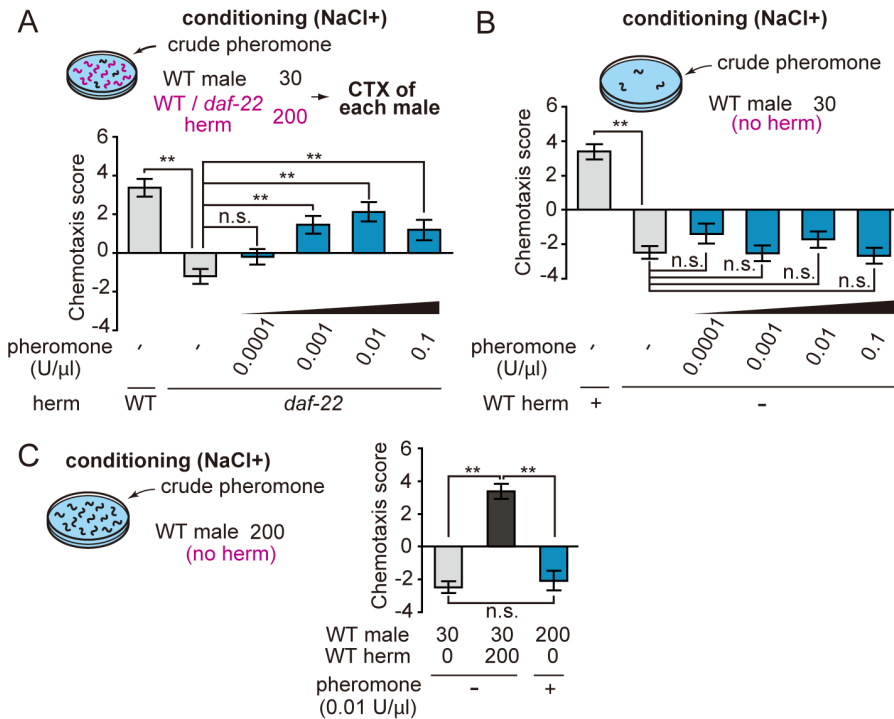 A
conditioning (NaCl+)
crude pheromone
WT male 30
WT / daf-22 herm 200
CTX of each male
Chemotaxis score
6
4
2
0
-2
-4
**
n.s.
**
**
**
pheromone (U/µl)
- - 0.0001 0.001 0.01 0.1
herm WT daf-22
B
conditioning (NaCl+)
crude pheromone
WT male 30
(no herm)
Chemotaxis score
6
4
2
0
-2
-4
**
n.s.
n.s.
n.s.
n.s.
pheromone (U/µl)
- - 0.0001 0.001 0.01 0.1
WT herm + -
C
conditioning (NaCl+)
crude pheromone
WT male 200
(no herm)
Chemotaxis score
6
4
2
0
-2
-4
** **
n.s.
WT male 30 30 200
WT herm 0 200 0
pheromone - +
(0.01 U/µl)